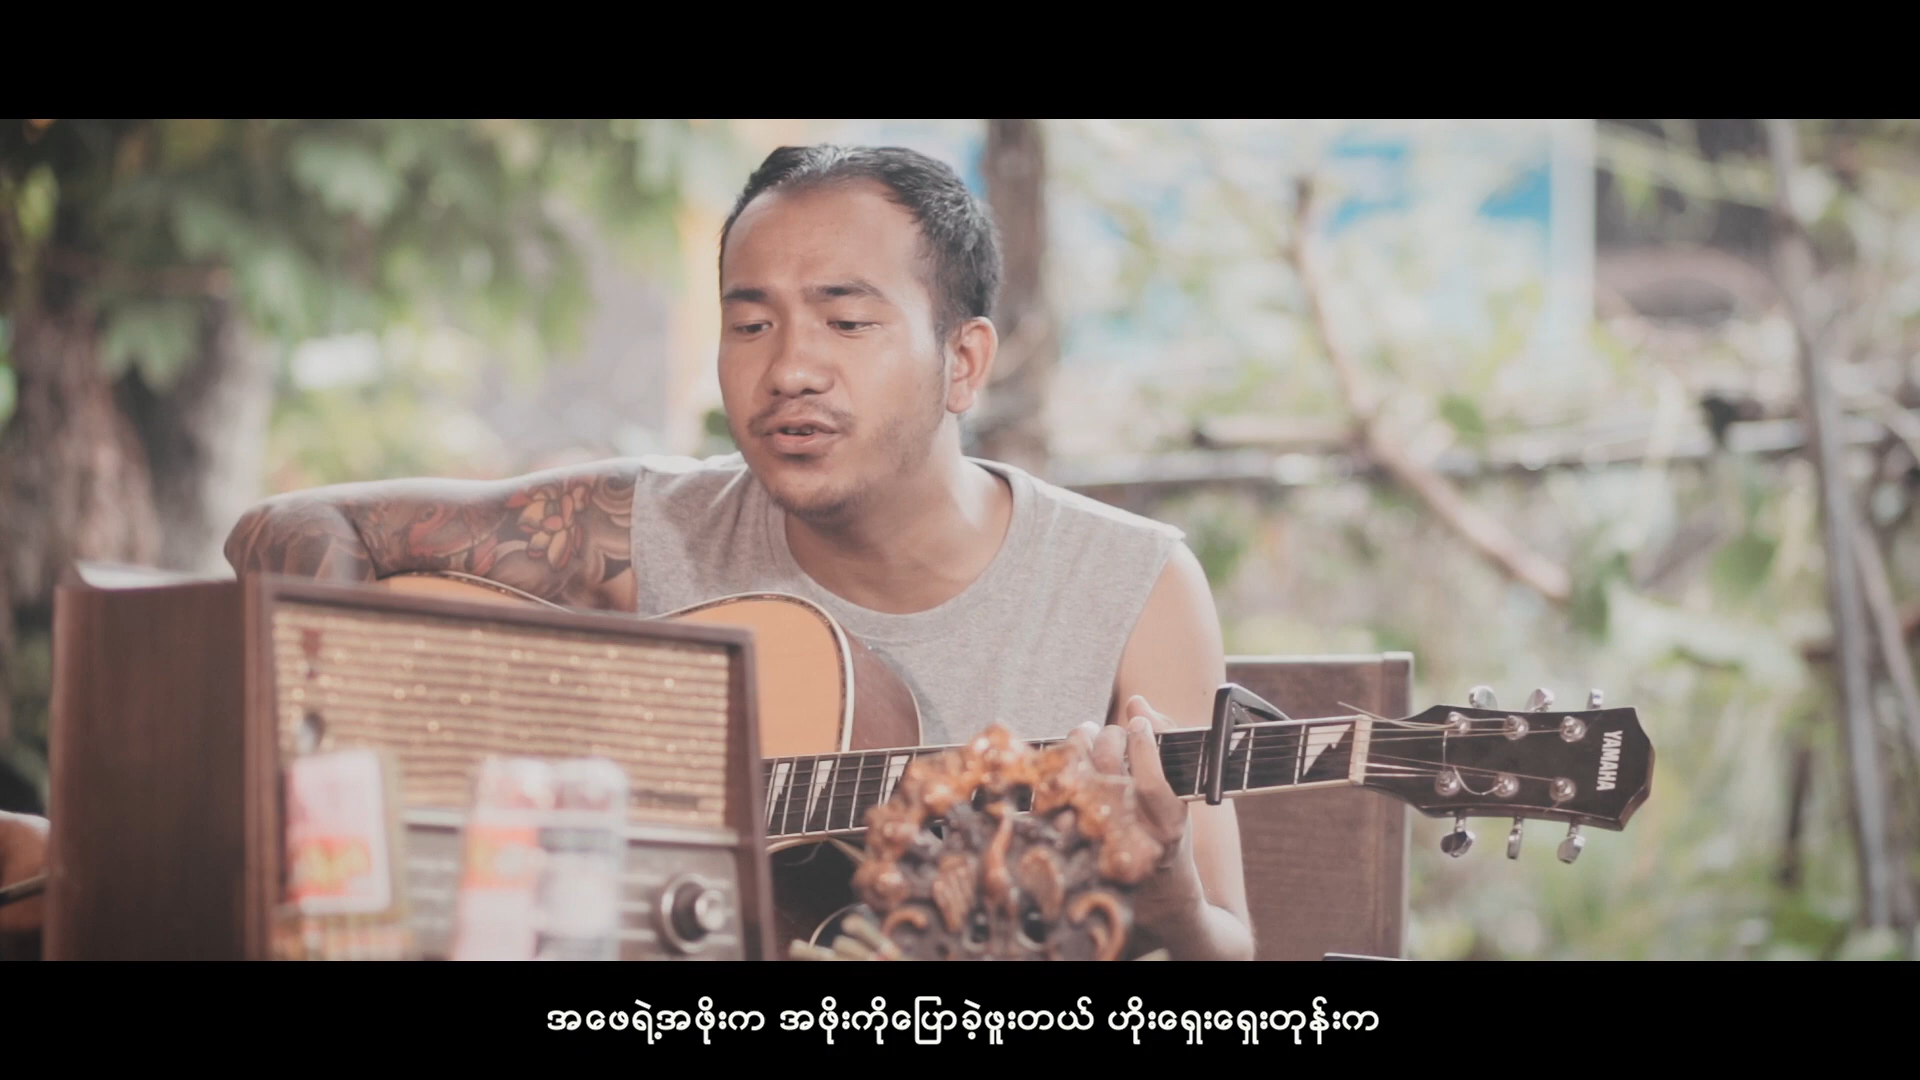 YAMAHA
အဖေရဲ့အဖိုးက အဖိုးကိုပြောခဲ့ဖူးတယ် ဟိုးရှေးရှေးတုန်းက